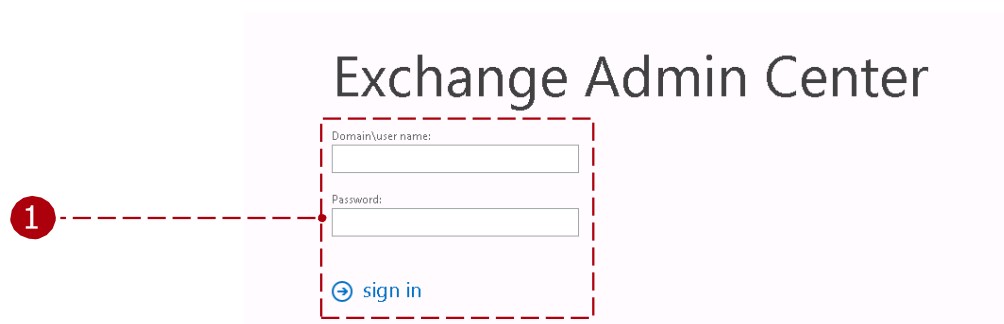 Exchange Admin Center
Domain\user name:
1
Password:
sign in